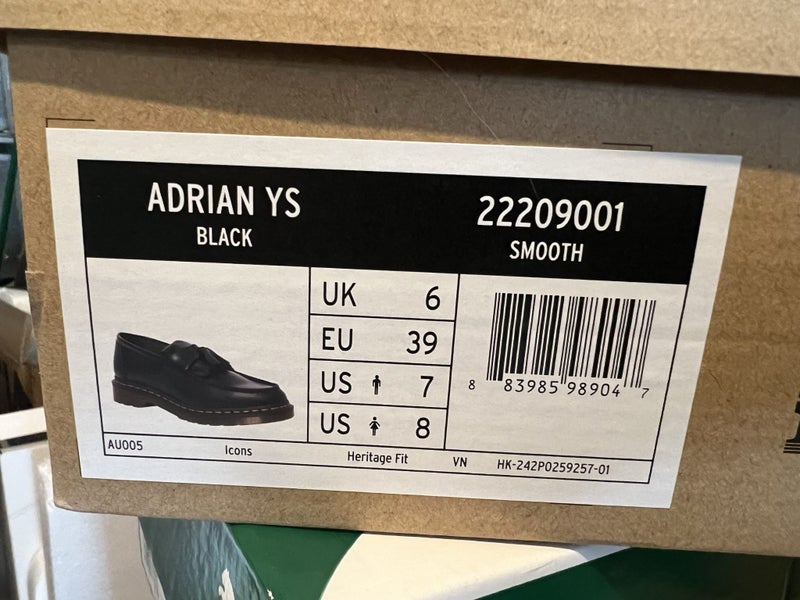 ADRIAN YS
BLACK
22209001
SMOOTH
UK 6
EU 39
US 7
US 8
8 83985 98904 7
AU005 Icons Heritage Fit VN HK-242P0259257-01